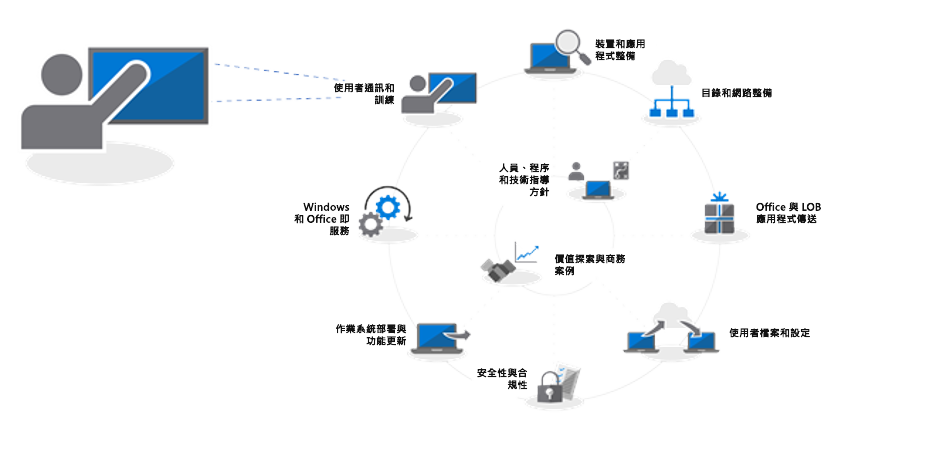 裝置和應用
程式整備
目錄和網路整備
使用者通訊和
訓練
人員、程序
和技術指導
方針
Windows
和 Office 即
服務
Office 與 LOB
應用程式傳送
價值探索與商務
案例
作業系統部署與
功能更新
使用者檔案和設定
安全性與合
規性